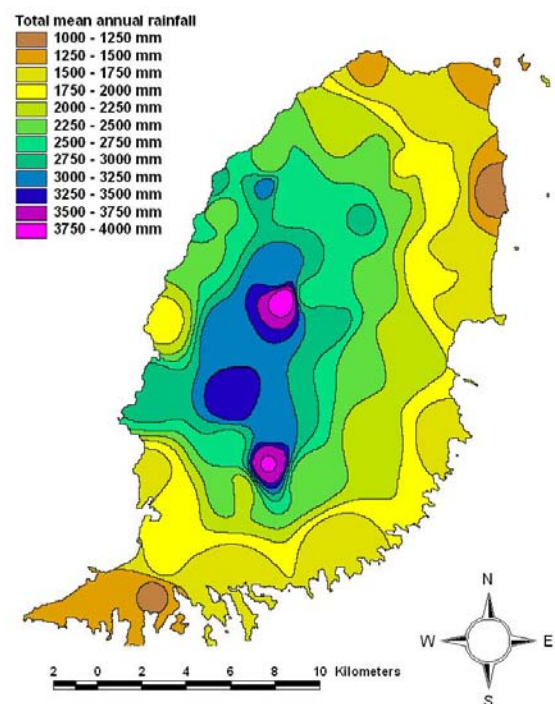 Total mean annual rainfall
1000 - 1250 mm
1250 - 1500 mm
1500 - 1750 mm
1750 - 2000 mm
2000 - 2250 mm
2250 - 2500 mm
2500 - 2750 mm
2750 - 3000 mm
3000 - 3250 mm
3250 - 3500 mm
3500 - 3750 mm
3750 - 4000 mm
N
W E
S
2 0 2 4 6 8 10 Kilometers